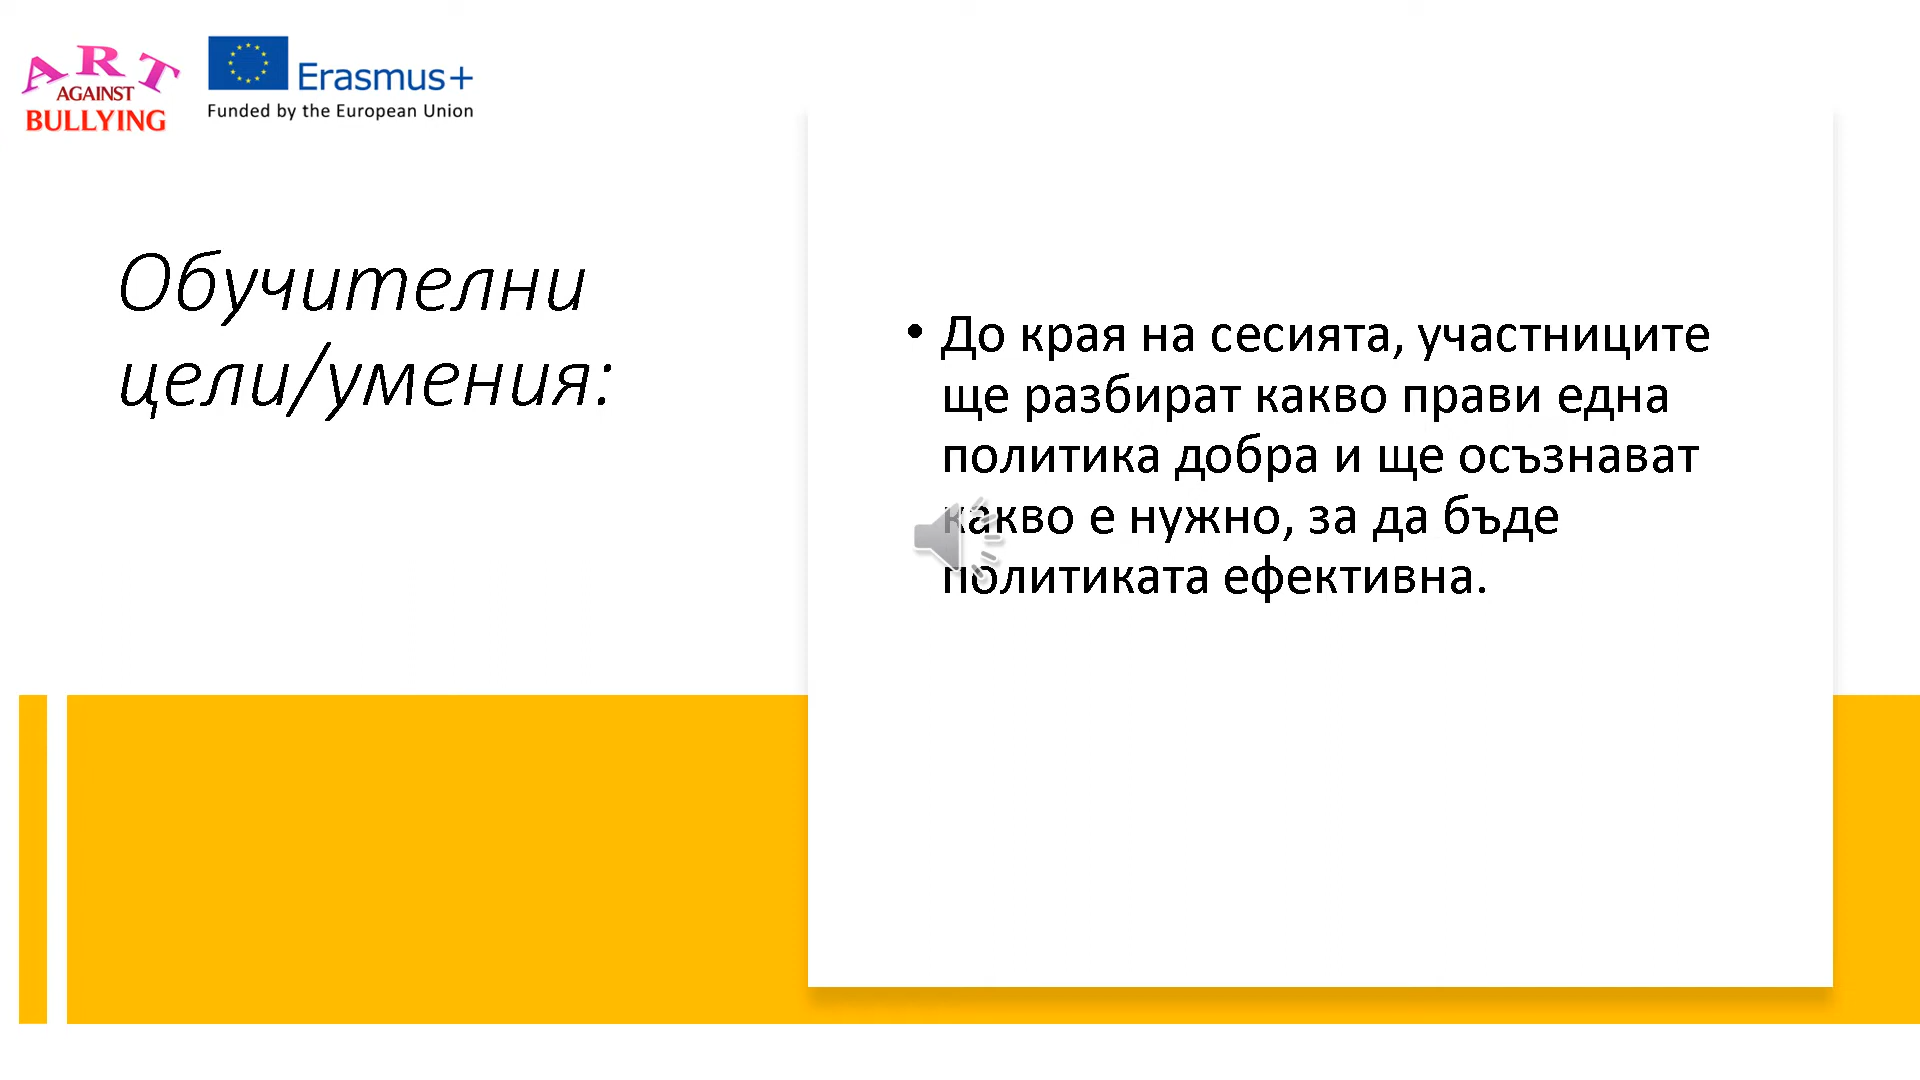 ART
AGAINST
BULLYING
Erasmus+
Funded by the European Union
Обучителни
цели/умения:
• До края на сесията, участниците
ще разбират какво прави една
политика добра и ще осъзнават
какво е нужно, за да бъде
политиката ефективна.